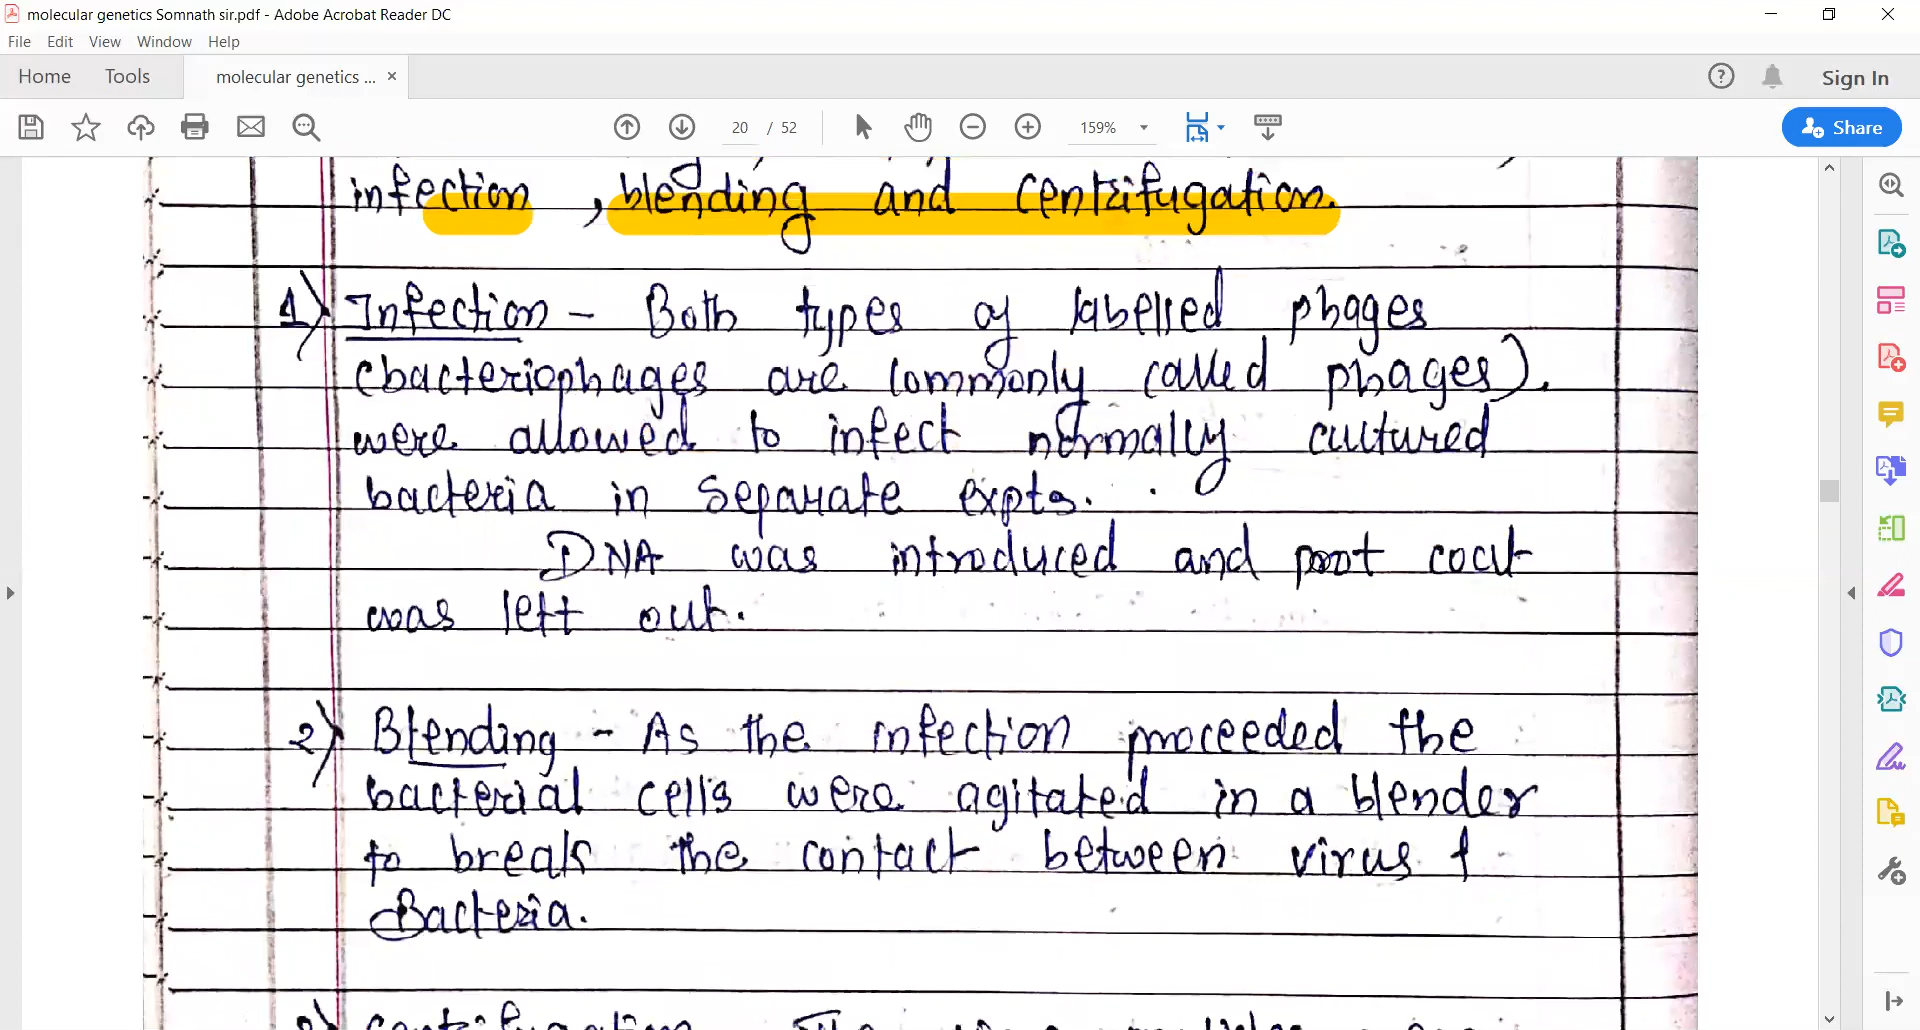 molecular genetics Somnath sir.pdf - Adobe Acrobat Reader DC
File Edit View Window Help
Home Tools molecular genetics ... × Sign In
20 / 52 159% Share
infection, blending and centrifugation.
1) Infection - Both types of labelled phages
(bacteriophages are commonly called phages).
were allowed to infect normally cultured
bacteria in separate expts.
DNA was introduced and coat
was left out.
2) Blending - As the infection proceeded the
bacterial cells were agitated in a blender
to break the contact between virus &
Bacteria.